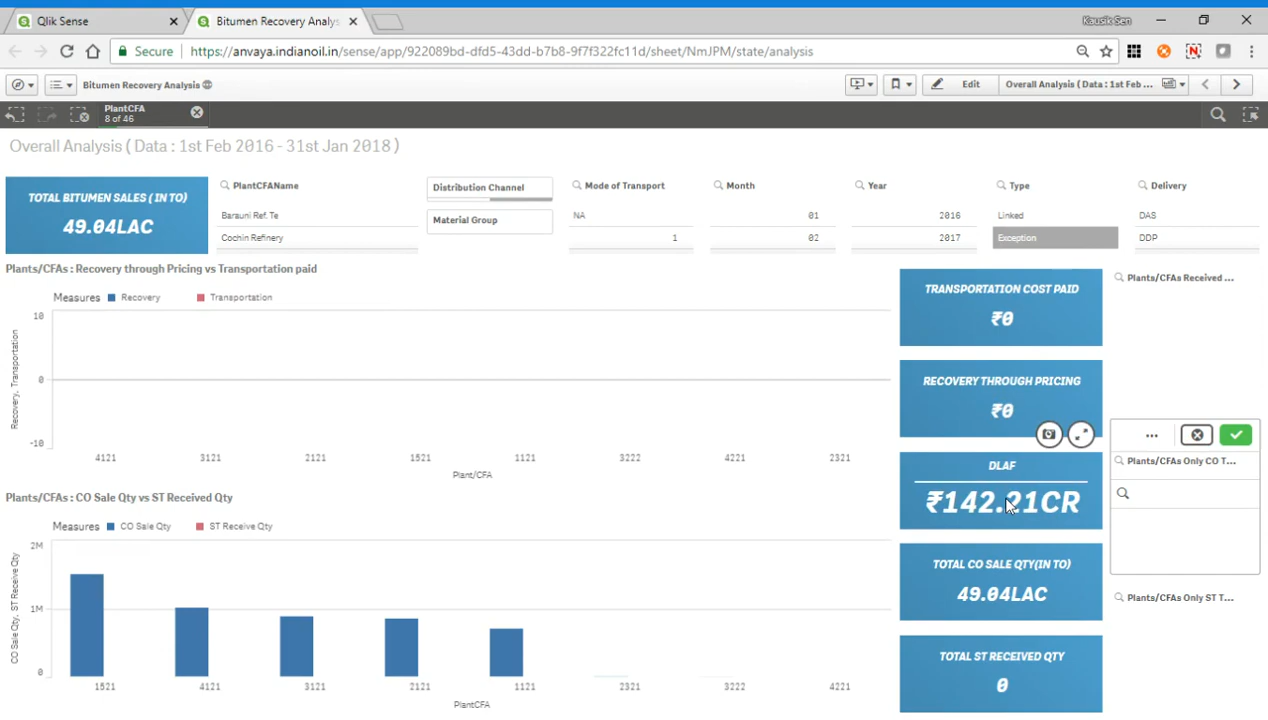 Qlik Sense
Bitumen Recovery Analys
Kausik Sen
Secure
https://anvaya.indianoil.in/sense/app/922089bd-dfd5-43dd-b7b8-9f7f322fc11d/sheet/NmJPM/state/analysis
Bitumen Recovery Analysis
Edit
Overall Analysis ( Data : 1st Feb ...
PlantCFA
8 of 46
Overall Analysis ( Data : 1st Feb 2016 - 31st Jan 2018 )
TOTAL BITUMEN SALES ( IN TO)
49.04LAC
PlantCFAName
Barauni Ref. Te
Cochin Refinery
Distribution Channel
Material Group
Mode of Transport
NA
1
Month
01
02
Year
2016
2017
Type
Linked
Exception
Delivery
DAS
DDP
Plants/CFAs : Recovery through Pricing vs Transportation paid
Measures Recovery Transportation
Recovery, Transportation
10
0
-10
4121 3121 2121 1521 1121 3222 4221 2321
Plant/CFA
Plants/CFAs : CO Sale Qty vs ST Received Qty
Measures CO Sale Qty ST Receive Qty
CO Sale Qty, ST Receive Qty
2M
1M
0
1521 4121 3121 2121 1121 2321 3222 4221
PlantCFA
TRANSPORTATION COST PAID
₹0
RECOVERY THROUGH PRICING
₹0
DLAF
₹142.21CR
TOTAL CO SALE QTY(IN TO)
49.04LAC
TOTAL ST RECEIVED QTY
0
Plants/CFAs Received ...
Plants/CFAs Only CO T...
Plants/CFAs Only ST T...